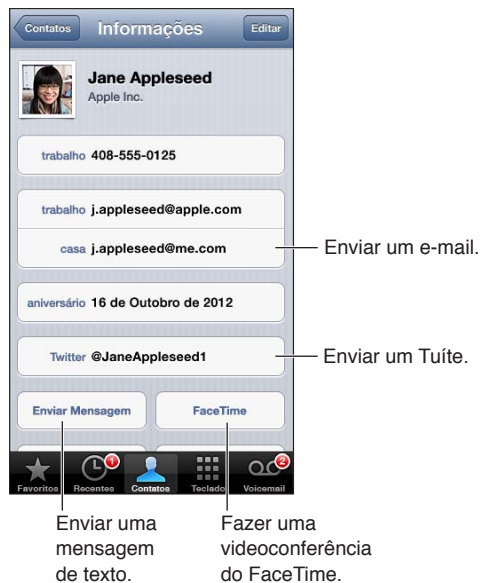 Contatos Informações Editar
Jane Appleseed
Apple Inc.
trabalho 408-555-0125
trabalho j.appleseed@apple.com
casa j.appleseed@me.com
Enviar um e-mail.
aniversário 16 de Outobro de 2012
Twitter @JaneAppleseed1
Enviar um Tuíte.
Enviar Mensagem FaceTime
1 2
Favoritos Recentes Contatos Teclado Voicemail
Enviar uma
mensagem
de texto.
Fazer uma
videoconferência
do FaceTime.